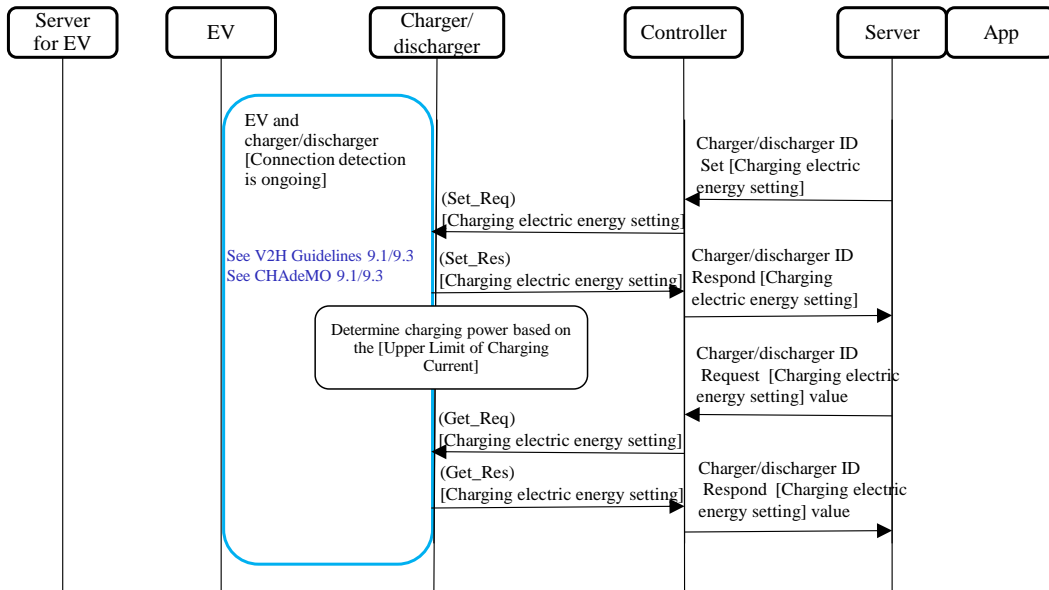 Server
for EV
EV
Charger/
discharger
Controller
Server
App
EV and
charger/discharger
[Connection detection
is ongoing]
Charger/discharger ID
Set [Charging electric
energy setting]
(Set_Req)
[Charging electric energy setting]
See V2H Guidelines 9.1/9.3
See CHAdeMO 9.1/9.3
(Set_Res)
[Charging electric energy setting]
Charger/discharger ID
Respond [Charging
electric energy setting]
Determine charging power based on
the [Upper Limit of Charging
Current]
Charger/discharger ID
Request [Charging electric
energy setting] value
(Get_Req)
[Charging electric energy setting]
(Get_Res)
[Charging electric energy setting]
Charger/discharger ID
Respond [Charging electric
energy setting] value